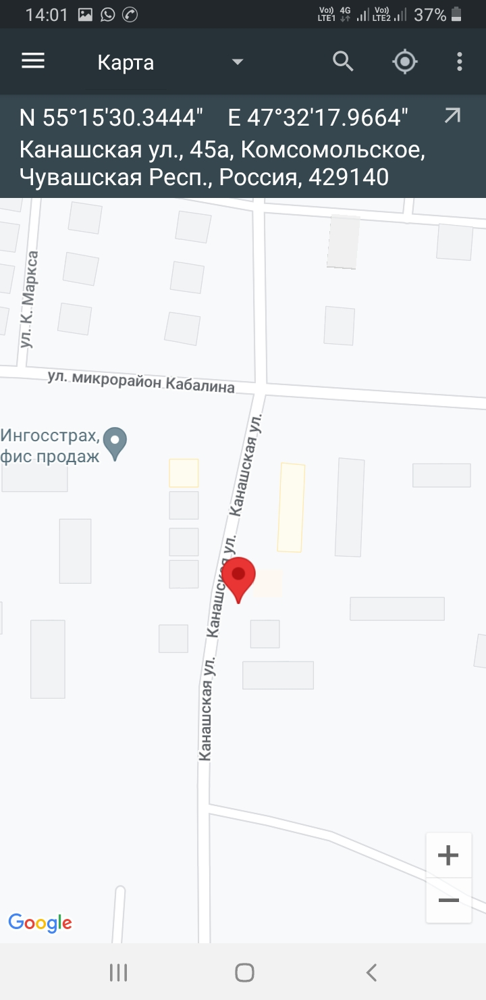 14:01 Vo)) LTE1 4G Vo)) LTE2 37%
Карта
N 55°15'30.3444" E 47°32'17.9664"
Канашская ул., 45а, Комсомольское,
Чувашская Респ., Россия, 429140
ул. К. Маркса
ул. микрорайон Кабалина
Ингосстрах,
фис продаж
Канашская ул.
Канашская ул.
Канашская ул.
+
−
Google